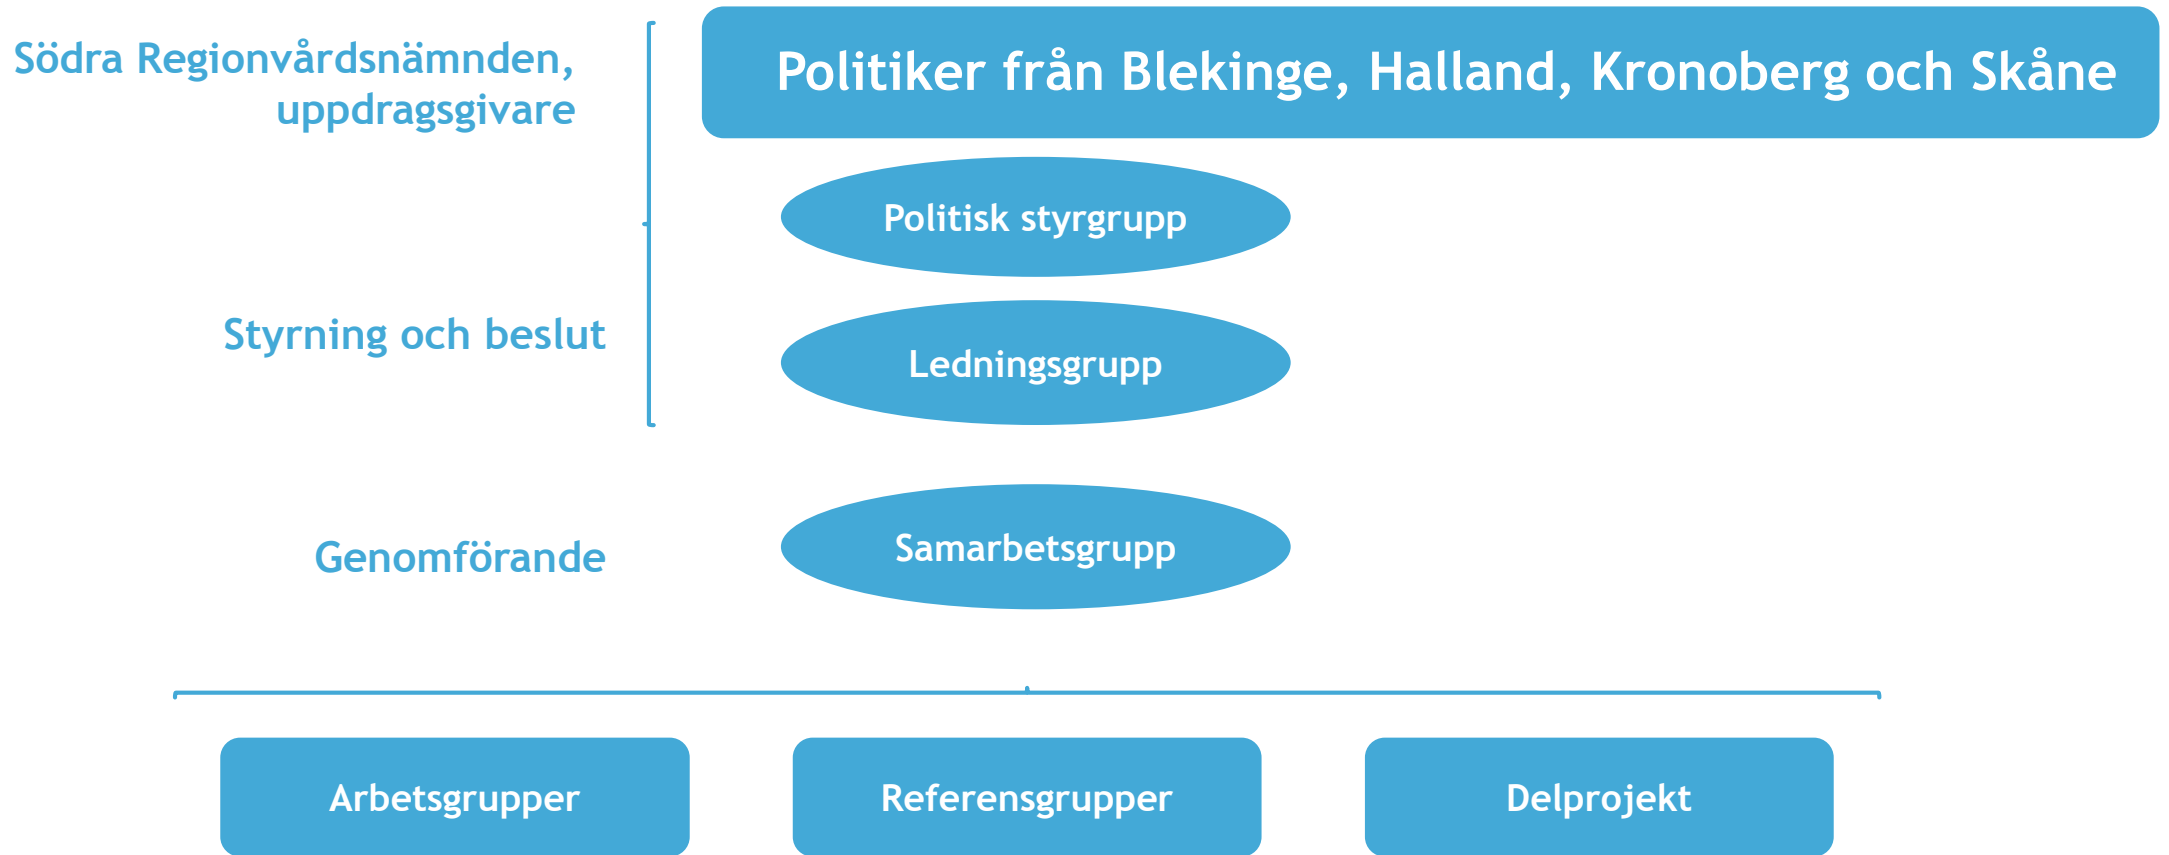 Södra Regionvårdsnämnden,
uppdragsgivare
Politiker från Blekinge, Halland, Kronoberg och Skåne
Politisk styrgrupp
Styrning och beslut
Ledningsgrupp
Genomförande
Samarbetsgrupp
Arbetsgrupper
Referensgrupper
Delprojekt